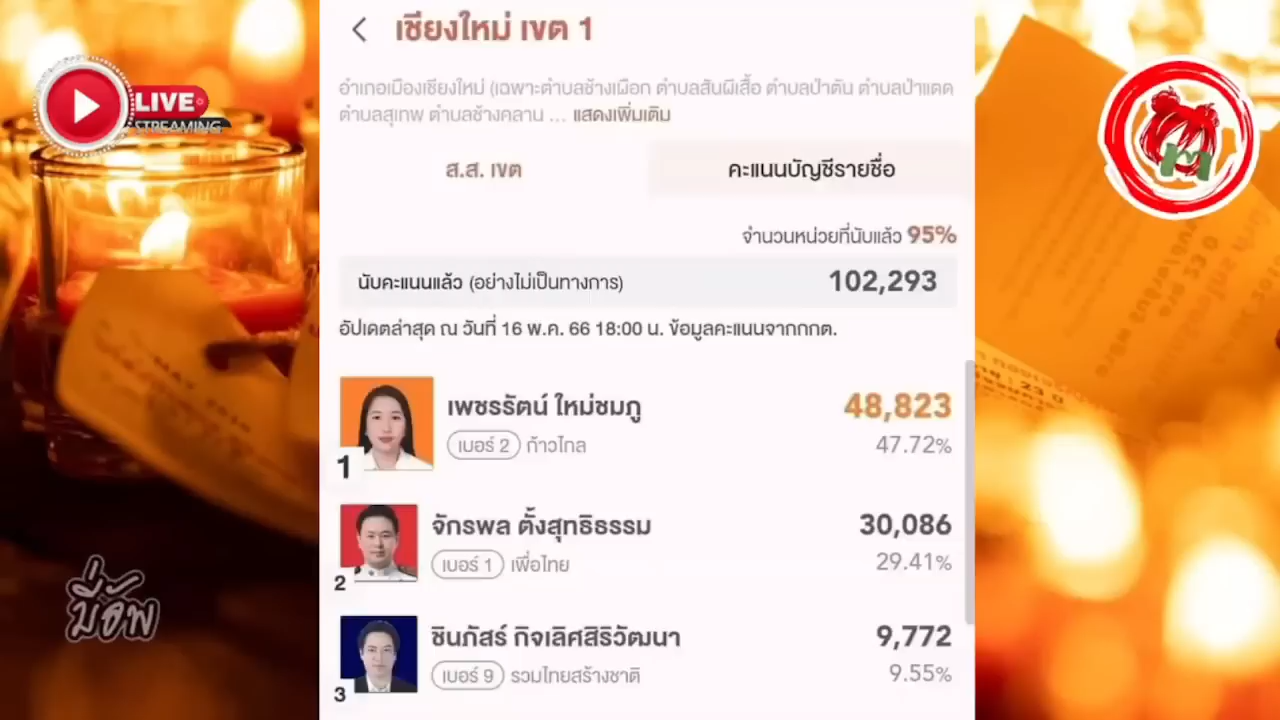 เชียงใหม่ เขต 1
อำเภอเมืองเชียงใหม่ (เฉพาะตำบลช้างเผือก ตำบลสันผีเสื้อ ตำบลป่าตัน ตำบลป่าแดด
ตำบลสุเทพ ตำบลช้างคลาน ... แสดงเพิ่มเติม
LIVE
STREAMING
ส.ส. เขต
คะแนนบัญชีรายชื่อ
จำนวนหน่วยที่นับแล้ว 95%
นับคะแนนแล้ว (อย่างไม่เป็นทางการ) 102,293
อัปเดตล่าสุด ณ วันที่ 16 พ.ค. 66 18:00 น. ข้อมูลคะแนนจากกกต.
เพชรรัตน์ ใหม่ชมภู 48,823
เบอร์ 2 ก้าวไกล 47.72%
1
จักรพล ตั้งสุทธิธรรม 30,086
เบอร์ 1 เพื่อไทย 29.41%
2
ชินภัสร์ กิจเลิศสิริวัฒนา 9,772
เบอร์ 9 รวมไทยสร้างชาติ 9.55%
3
มี่อัพ